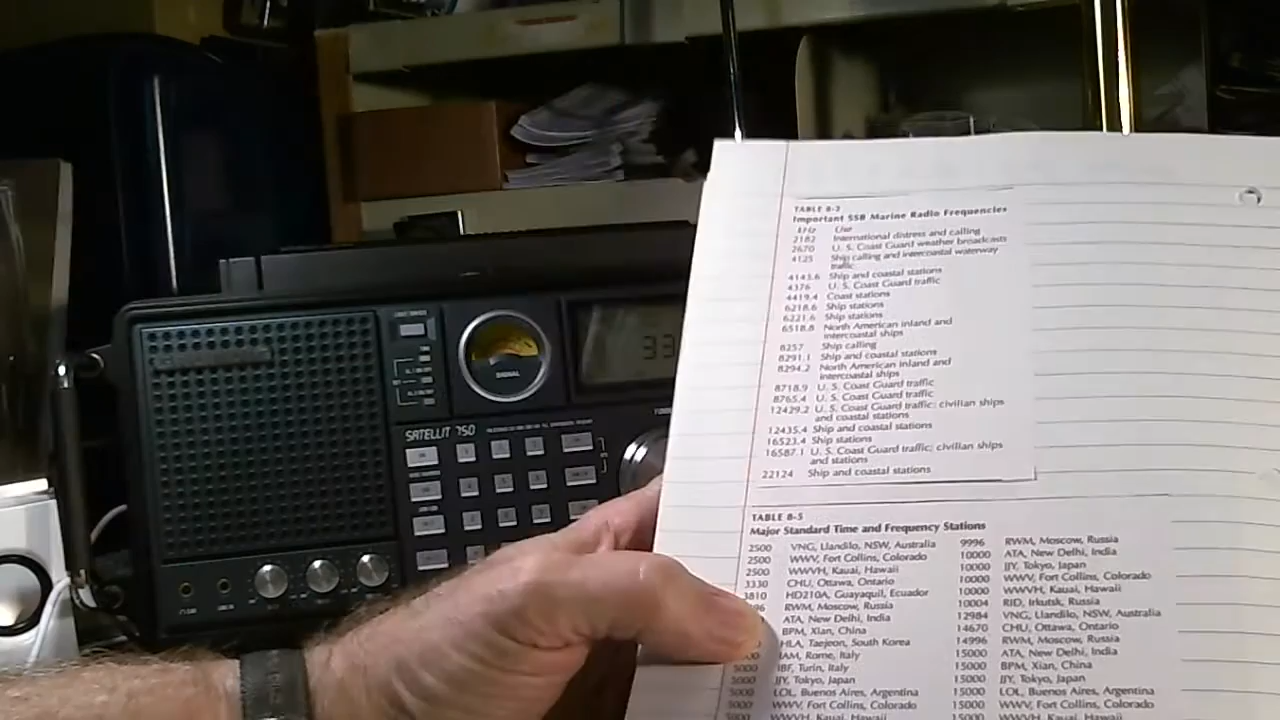 TABLE 8-2
Important SSB Marine Radio Frequencies
kHz Use
2182 International distress and calling
2670 U. S. Coast Guard weather broadcasts
4125 Ship calling and intercoastal waterway
traffic
4143.6 Ship and coastal stations
4376 U. S. Coast Guard traffic
4419.4 Coast stations
6218.6 Ship stations
6221.6 Ship stations
6518.8 North American inland and
intercoastal ships
8257 Ship calling
8291.1 Ship and coastal stations
8294.2 North American inland and
intercoastal ships
8718.9 U. S. Coast Guard traffic
8765.4 U. S. Coast Guard traffic
12429.2 U. S. Coast Guard traffic; civilian ships
and coastal stations
12435.4 Ship and coastal stations
16523.4 Ship stations
16587.1 U. S. Coast Guard traffic; civilian ships
and stations
22124 Ship and coastal stations
TABLE 8-5
Major Standard Time and Frequency Stations
2500 VNG, Llandilo, NSW, Australia
2500 WWV, Fort Collins, Colorado
2500 WWVH, Kauai, Hawaii
3330 CHU, Ottawa, Ontario
3810 HD210A, Guayaquil, Ecuador
96 RWM, Moscow, Russia
ATA, New Delhi, India
BPM, Xian, China
HLA, Taejeon, South Korea
IAM, Rome, Italy
5000 IBF, Turin, Italy
5000 JJY, Tokyo, Japan
5000 LOL, Buenos Aires, Argentina
5000 WWV, Fort Collins, Colorado
5000 WWVH, Kauai, Hawaii
9996 RWM, Moscow, Russia
10000 ATA, New Delhi, India
10000 JJY, Tokyo, Japan
10000 WWV, Fort Collins, Colorado
10000 WWVH, Kauai, Hawaii
10004 RID, Irkutsk, Russia
12984 VNG, Llandilo, NSW, Australia
14670 CHU, Ottawa, Ontario
14996 RWM, Moscow, Russia
15000 ATA, New Delhi, India
15000 BPM, Xian, China
15000 JJY, Tokyo, Japan
15000 LOL, Buenos Aires, Argentina
15000 WWV, Fort Collins, Colorado
15000 WWVH, Kauai, Hawaii
SIGNAL
33
SATELLIT 750